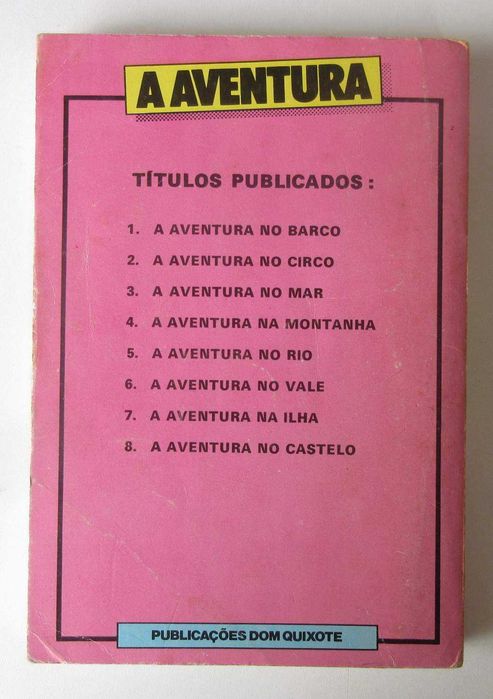 A AVENTURA
TÍTULOS PUBLICADOS:
1. A AVENTURA NO BARCO
2. A AVENTURA NO CIRCO
3. A AVENTURA NO MAR
4. A AVENTURA NA MONTANHA
5. A AVENTURA NO RIO
6. A AVENTURA NO VALE
7. A AVENTURA NA ILHA
8. A AVENTURA NO CASTELO
PUBLICAÇÕES DOM QUIXOTE